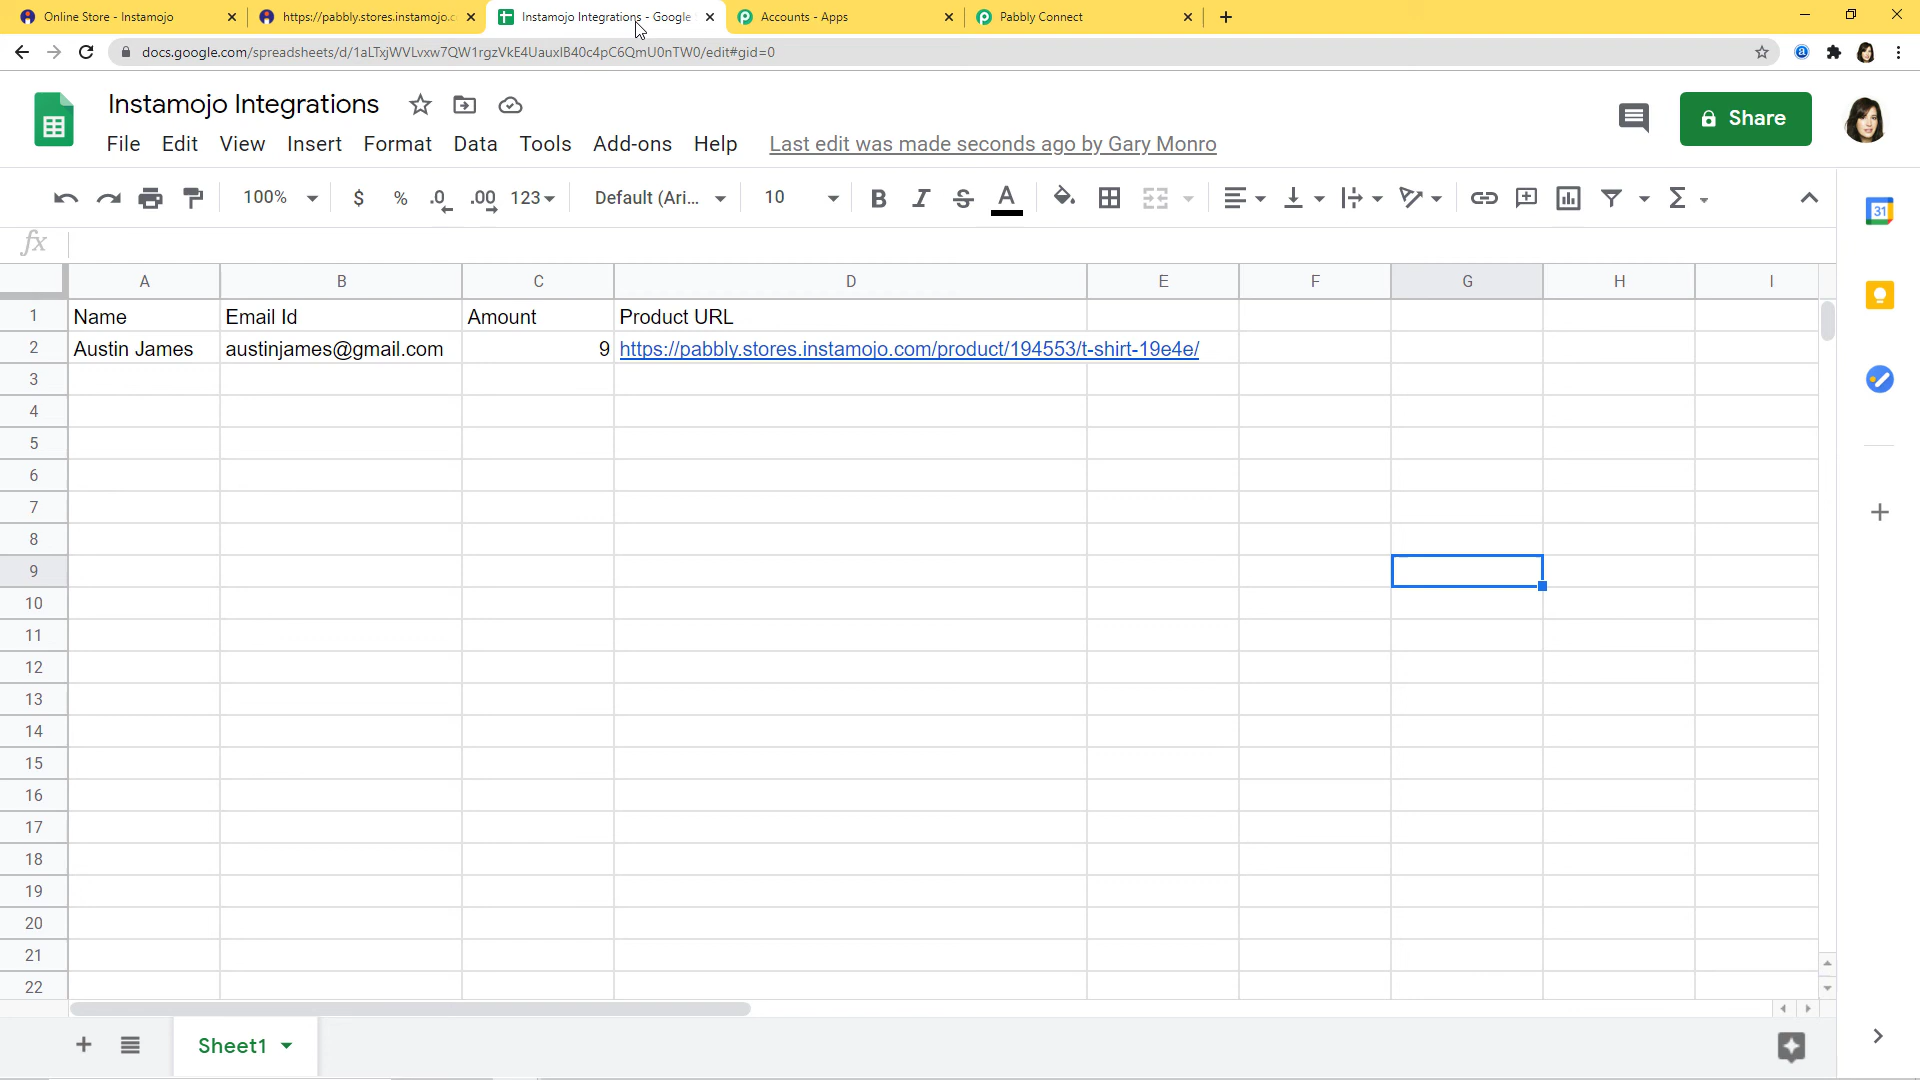 Online Store - Instamojo
https://pabbly.stores.instamojo.c
Instamojo Integrations - Google
Accounts - Apps
Pabbly Connect
docs.google.com/spreadsheets/d/1aLTxjWVLvxw7QW1rgzVkE4UauxIB40c4pC6QmU0nTW0/edit#gid=0
Instamojo Integrations
Share
File Edit View Insert Format Data Tools Add-ons Help Last edit was made seconds ago by Gary Monro
100% $ % .0 .00 123 Default (Ari... 10 B I S A Σ
31
fx
A B C D E F G H I
1 Name Email Id Amount Product URL
2 Austin James austinjames@gmail.com 9 https://pabbly.stores.instamojo.com/product/194553/t-shirt-19e4e/
3
4
5
6
7
8
9
10
11
12
13
14
15
16
17
18
19
20
21
22
Sheet1